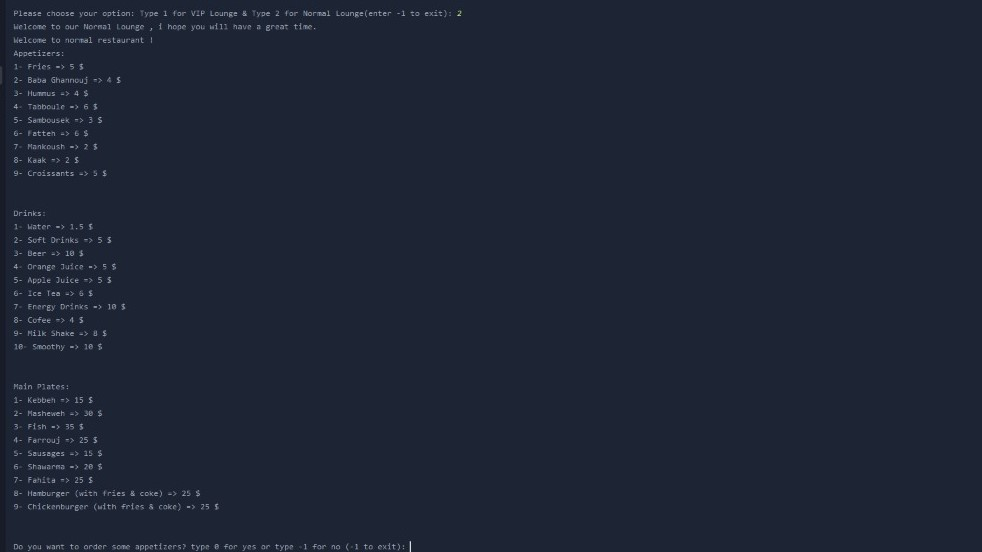 Please choose your option: Type 1 for VIP Lounge & Type 2 for Normal Lounge(enter -1 to exit): 2
Welcome to our Normal Lounge , i hope you will have a great time.
Welcome to normal restaurant !
Appetizers:
1- Fries => 5 $
2- Baba Ghannouj => 4 $
3- Hummus => 4 $
4- Tabboule => 6 $
5- Sambousek => 3 $
6- Fatteh => 6 $
7- Mankoush => 2 $
8- Kaak => 2 $
9- Croissants => 5 $
Drinks:
1- Water => 1.5 $
2- Soft Drinks => 5 $
3- Beer => 10 $
4- Orange Juice => 5 $
5- Apple Juice => 5 $
6- Ice Tea => 6 $
7- Energy Drinks => 10 $
8- Cofee => 4 $
9- Milk Shake => 8 $
10- Smoothy => 10 $
Main Plates:
1- Kebbeh => 15 $
2- Masheweh => 30 $
3- Fish => 35 $
4- Farrouj => 25 $
5- Sausages => 15 $
6- Shawarma => 20 $
7- Fahita => 25 $
8- Hamburger (with fries & coke) => 25 $
9- Chickenburger (with fries & coke) => 25 $
Do you want to order some appetizers? type 0 for yes or type -1 for no (-1 to exit):